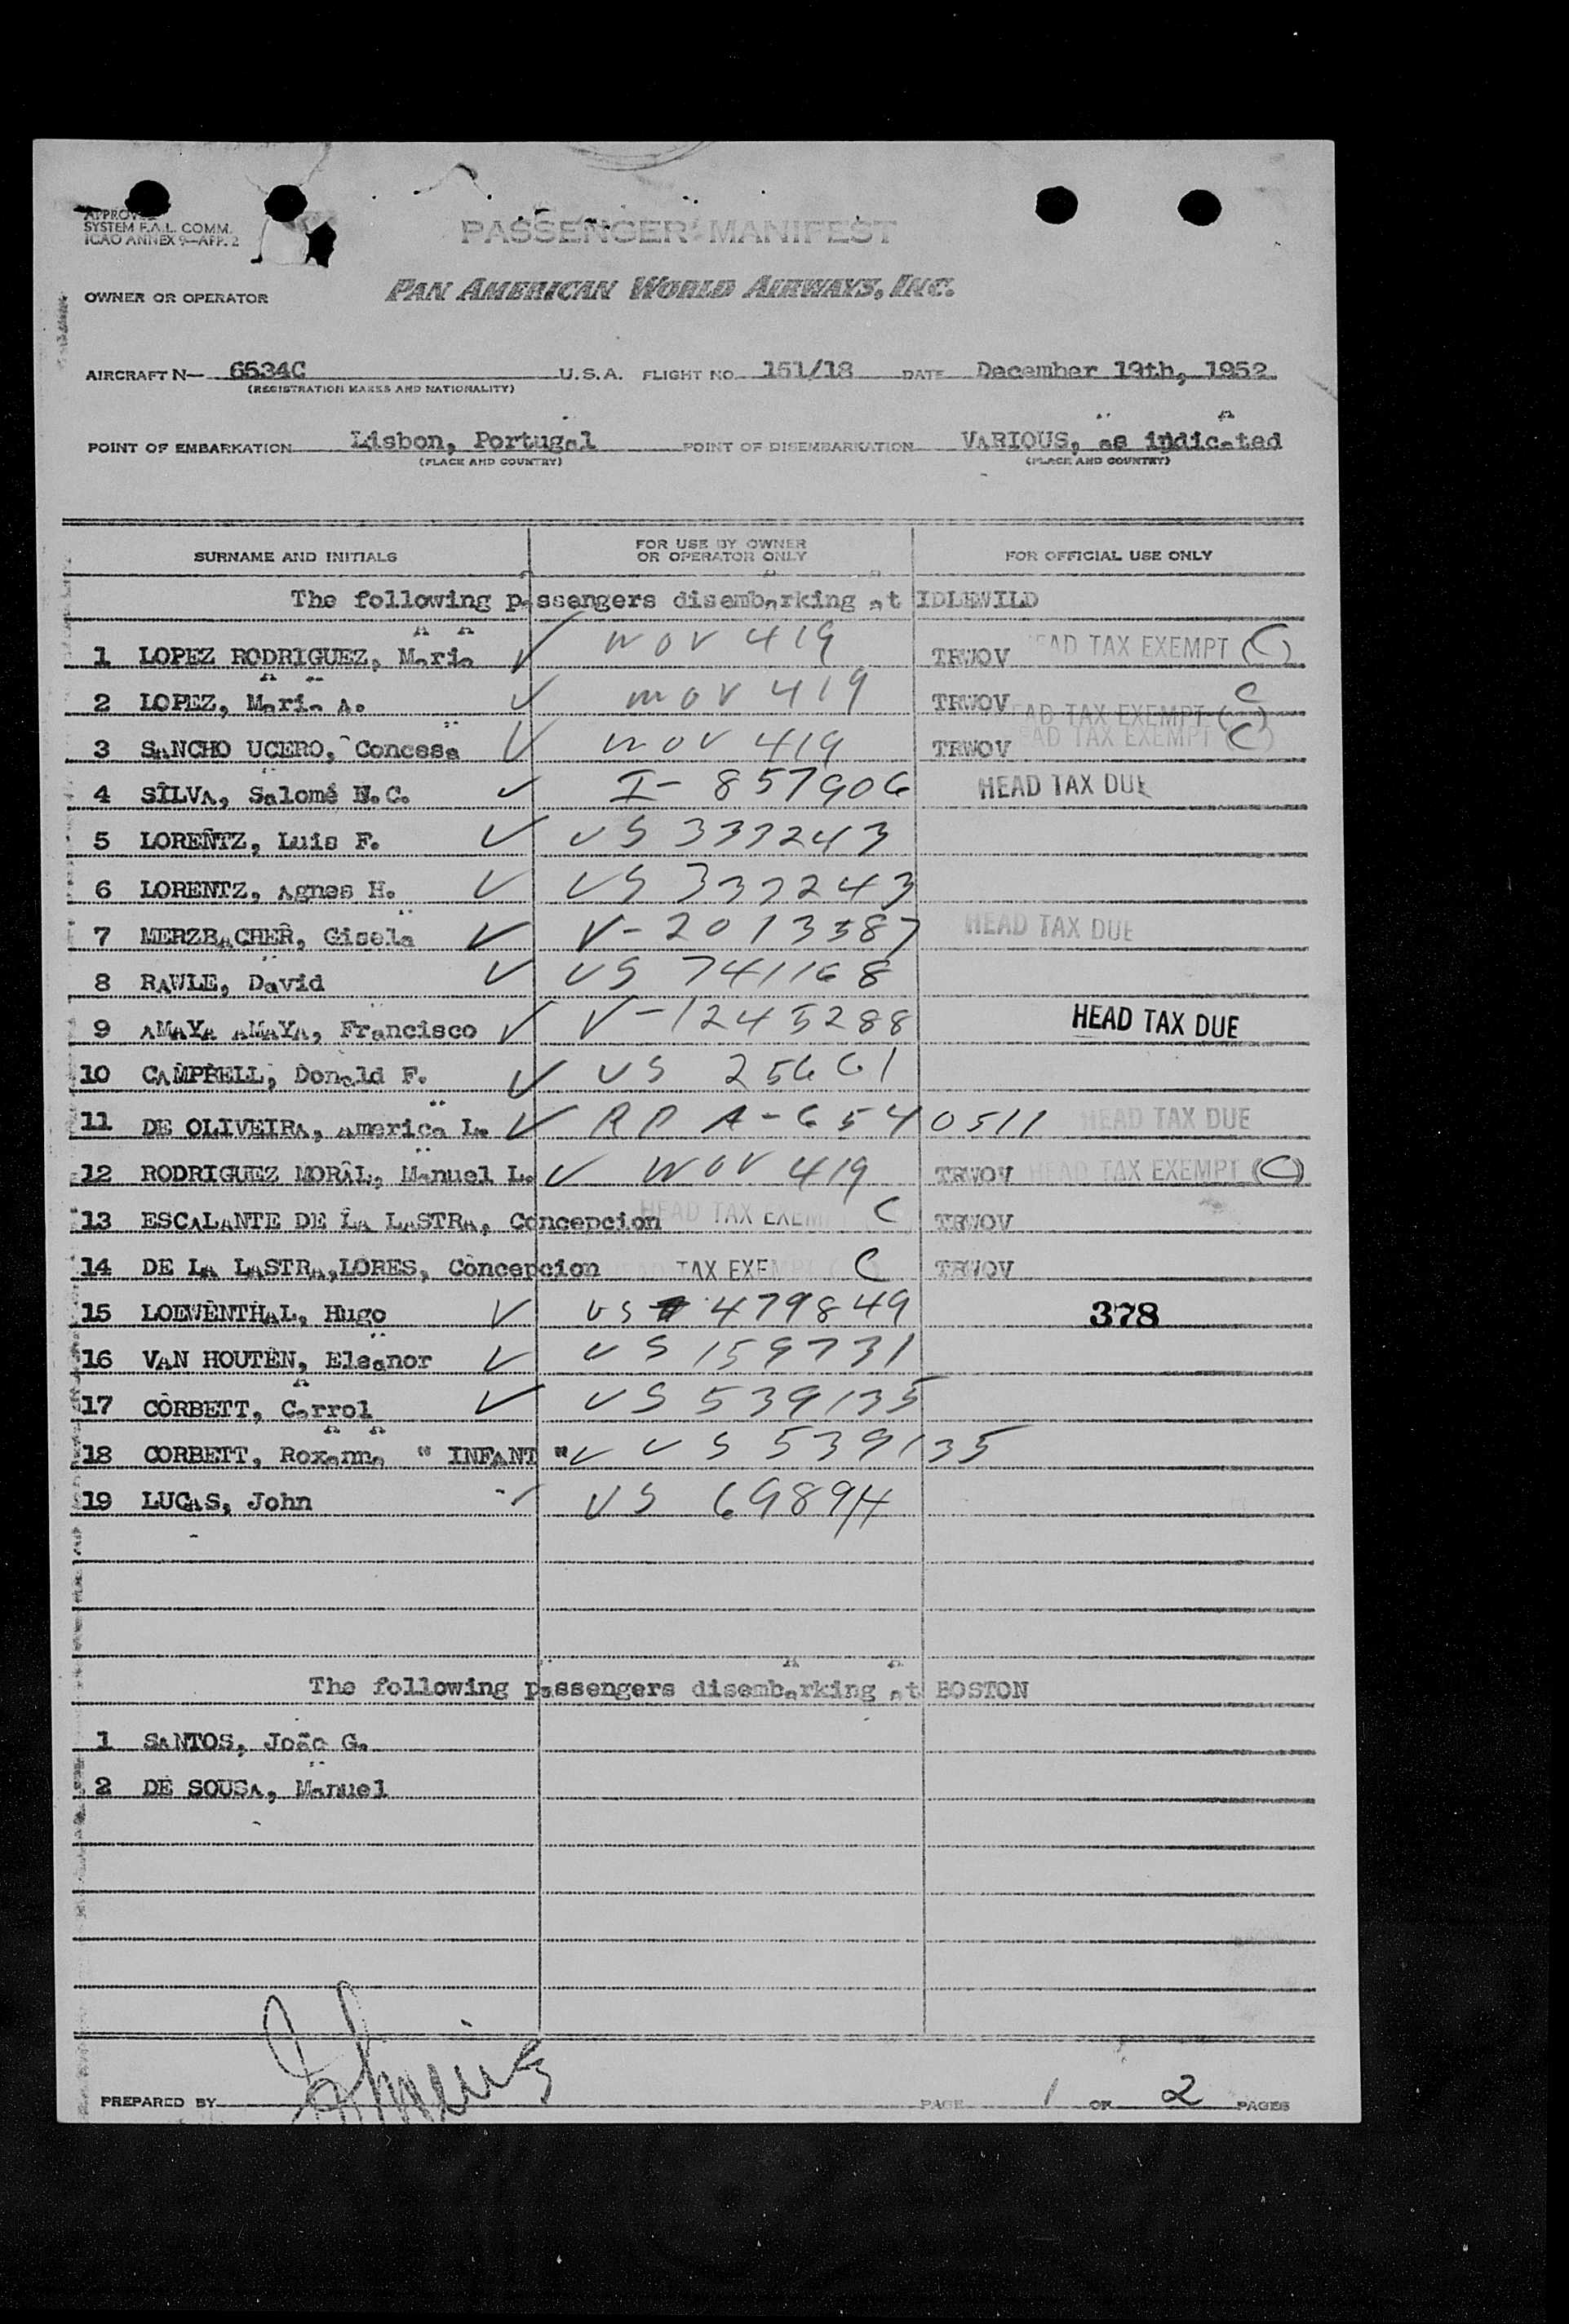 APPROVED
SYSTEM F.A.L. COMM.
ICAO ANNEX 9—APP. 2
PASSENGER MANIFEST
OWNER OR OPERATOR PAN AMERICAN WORLD AIRWAYS, INC.
AIRCRAFT N— 6534C U.S.A. FLIGHT NO. 151/18 DATE December 19th, 1952
(REGISTRATION MARKS AND NATIONALITY)
POINT OF EMBARKATION Lisbon, Portugal POINT OF DISEMBARKATION VARIOUS, as indicated
(PLACE AND COUNTRY) (PLACE AND COUNTRY)
SURNAME AND INITIALS FOR USE BY OWNER OR OPERATOR ONLY FOR OFFICIAL USE ONLY
The following passengers disembarking at IDLEWILD
1 LOPEZ RODRIGUEZ, Maria ✓ WOV 419 TRWOV HEAD TAX EXEMPT (C)
2 LOPEZ, Maria A. ✓ WOV 419 TRWOV HEAD TAX EXEMPT (C)
3 SANCHO UCERO, Concesa ✓ WOV 419 TRWOV HEAD TAX EXEMPT (C)
4 SILVA, Salomé N.C. ✓ I- 857906 HEAD TAX DUE
5 LORENTZ, Luis F. ✓ US 337243
6 LORENTZ, Agnes H. ✓ US 337243
7 MERZBACHER, Gisela ✓ V-2013387 HEAD TAX DUE
8 RAWLE, David ✓ US 741168
9 AMAYA AMAYA, Francisco ✓ V-1245288 HEAD TAX DUE
10 CAMPBELL, Donald F. ✓ US 25661
11 DE OLIVEIRA, America L. ✓ RP A-6540511 HEAD TAX DUE
12 RODRIGUEZ MORAL, Manuel L. ✓ WOV 419 TRWOV HEAD TAX EXEMPT (C)
13 ESCALANTE DE LA LASTRA, Concepcion HEAD TAX EXEMPT C TRWOV
14 DE LA LASTRA,LORES, Concepcion HEAD TAX EXEMPT C TRWOV
15 LOEWENTHAL, Hugo ✓ US 479849 378
16 VAN HOUTEN, Eleanor ✓ US 159731
17 CORBETT, Carrol ✓ US 539135
18 CORBETT, Roxanna " INFANT " ✓ US 539135
19 LUCAS, John ✓ US 69894
The following passengers disembarking at BOSTON
1 SANTOS, João G.
2 DE SOUSA, Manuel
PREPARED BY PAGE 1 OF 2 PAGES